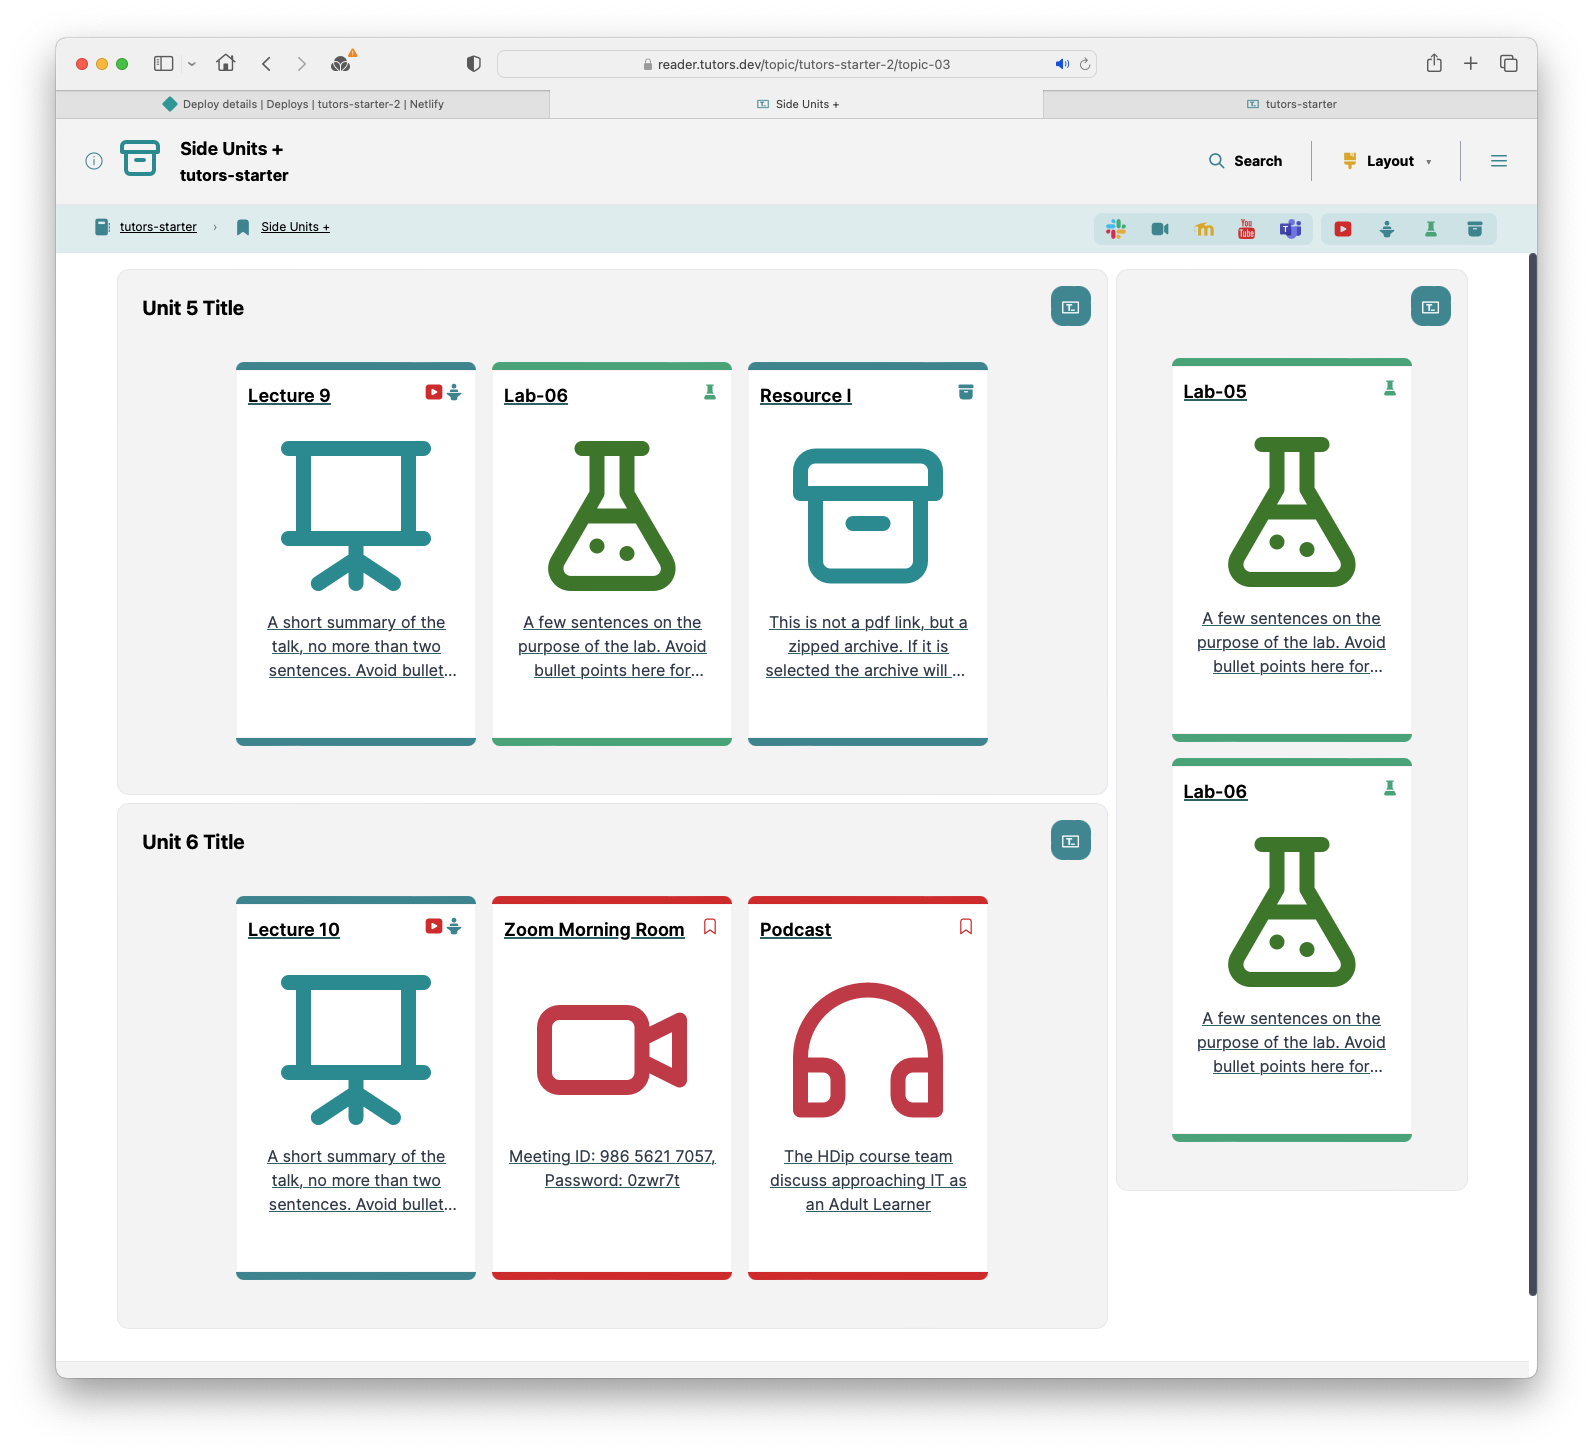 reader.tutors.dev/topic/tutors-starter-2/topic-03
Deploy details | Deploys | tutors-starter-2 | Netlify
Side Units +
tutors-starter
Side Units +
tutors-starter
Search
Layout
tutors-starter
Side Units +
You
Tube
Unit 5 Title
Lecture 9
A short summary of the
talk, no more than two
sentences. Avoid bullet...
Lab-06
A few sentences on the
purpose of the lab. Avoid
bullet points here for...
Resource I
This is not a pdf link, but a
zipped archive. If it is
selected the archive will ...
Unit 6 Title
Lecture 10
A short summary of the
talk, no more than two
sentences. Avoid bullet...
Zoom Morning Room
Meeting ID: 986 5621 7057,
Password: 0zwr7t
Podcast
The HDip course team
discuss approaching IT as
an Adult Learner
Lab-05
A few sentences on the
purpose of the lab. Avoid
bullet points here for...
Lab-06
A few sentences on the
purpose of the lab. Avoid
bullet points here for...